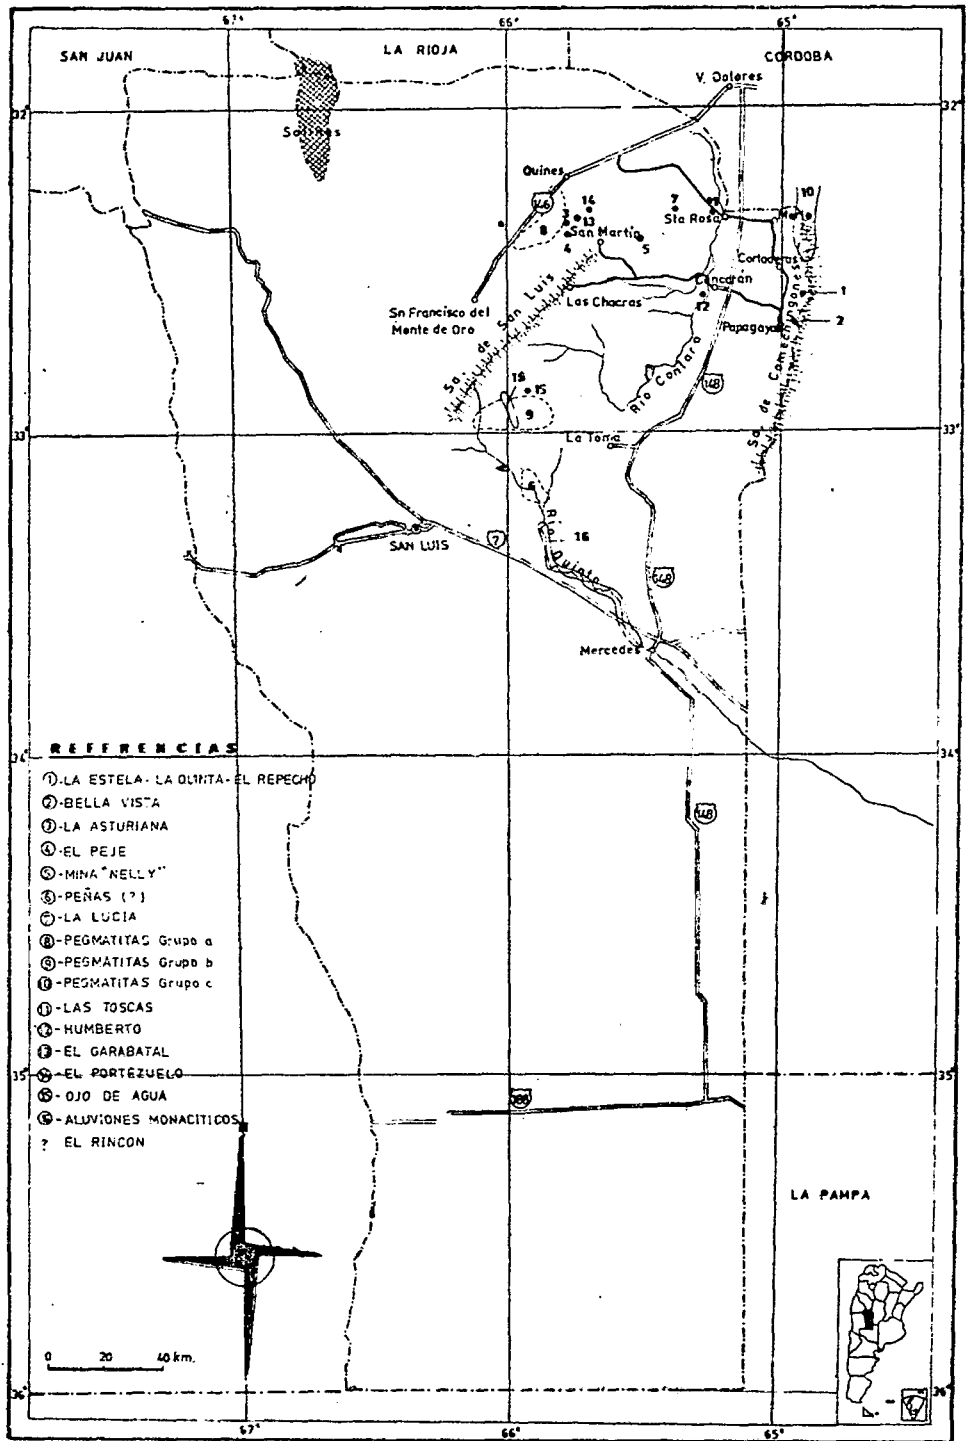 67° 66° 65°
SAN JUAN LA RIOJA CORDOBA
V. Dolores
32° 32°
Salinas
Quines
146
14 7 10
3 13 Sta Rosa
8 San Martin
4 5
Cortaderas
Concarán
1
Sn Francisco del
Monte de Oro
Las Chacras 12
Papagayos 2
Sa. de San Luis
Río Conlara
Sa. de Comechingones
148
15
9
33° 33°
La Toma
6
Río Quinto
16
SAN LUIS
7
148
Mercedes
REFERENCIAS
34° 34°
①-LA ESTELA-LA QUINTA-EL REPECHO
②-BELLA VISTA
③-LA ASTURIANA
④-EL PEJE
⑤-MINA "NELLY"
⑥-PEÑAS (?)
⑦-LA LUCIA
⑧-PEGMATITAS Grupo a
⑨-PEGMATITAS Grupo b
⑩-PEGMATITAS Grupo c
⑪-LAS TOSCAS
⑫-HUMBERTO
⑬-EL GARABATAL
⑭-EL PORTEZUELO
⑮-OJO DE AGUA
⑯-ALUVIONES MONACITICOS
? EL RINCON
148
35° 35°
188
LA PAMPA
0 20 40 km.
36° 36°
67° 66° 65°